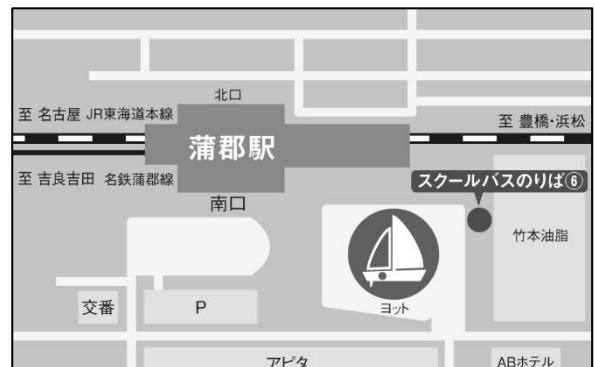 北口
至 名古屋 JR東海道本線
至 豊橋・浜松
蒲郡駅
至 吉良吉田 名鉄蒲郡線
スクールバスのりば⑥
南口
竹本油脂
交番
P
ヨット
アピタ
ABホテル